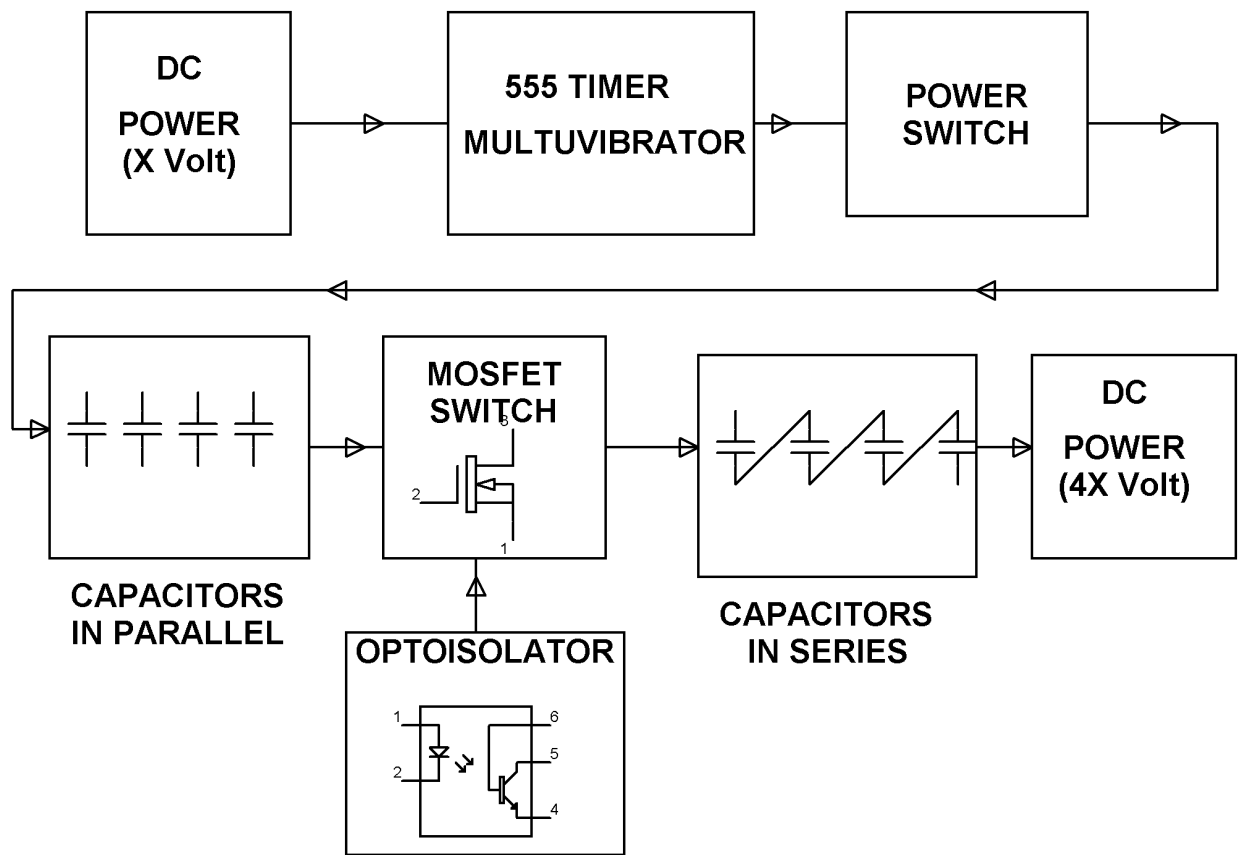 DC
POWER
(X Volt)
555 TIMER
MULTUVIBRATOR
POWER
SWITCH
MOSFET
SWITCH
3
2
1
DC
POWER
(4X Volt)
CAPACITORS
IN PARALLEL
CAPACITORS
IN SERIES
OPTOISOLATOR
1
6
5
2
4